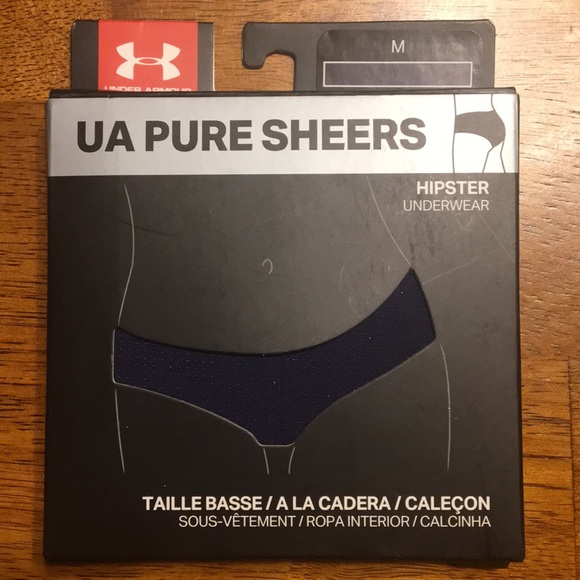 UNDER ARMOUR
M
UA PURE SHEERS
HIPSTER
UNDERWEAR
TAILLE BASSE / A LA CADERA / CALEÇON
SOUS-VÊTEMENT / ROPA INTERIOR / CALCINHA